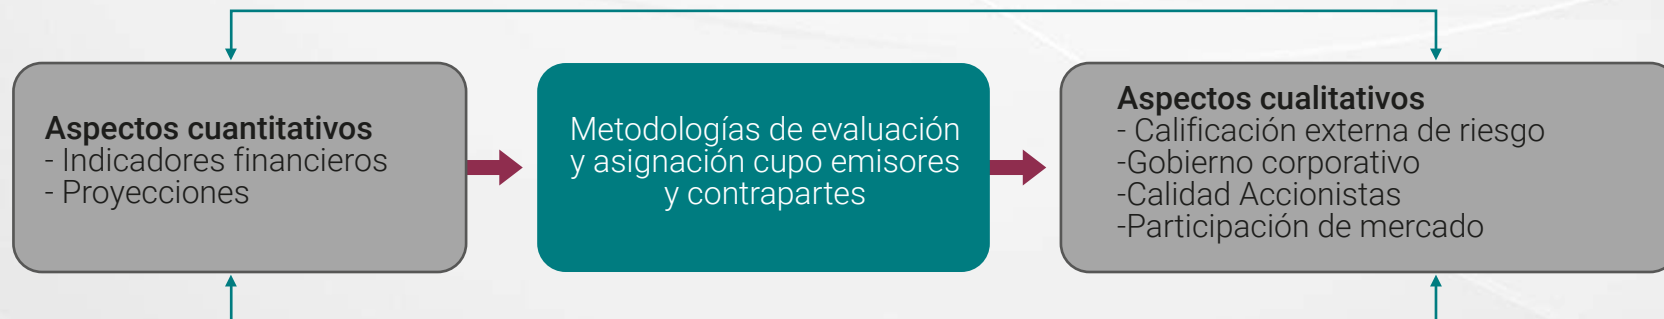 Aspectos cuantitativos
- Indicadores financieros
- Proyecciones
Metodologías de evaluación
y asignación cupo emisores
y contrapartes
Aspectos cualitativos
- Calificación externa de riesgo
-Gobierno corporativo
-Calidad Accionistas
-Participación de mercado